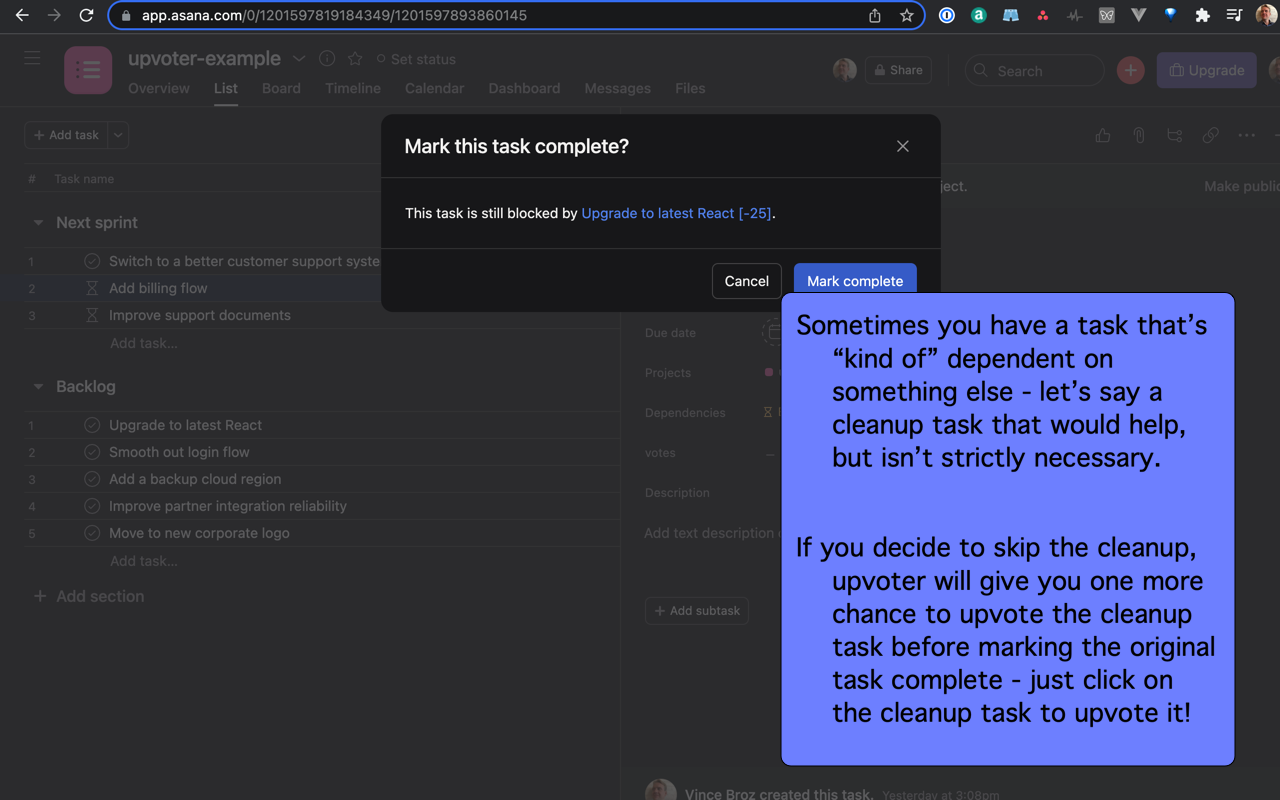 app.asana.com/0/1201597819184349/1201597893860145
upvoter-example
Set status
Share
Search
Upgrade
Overview
List
Board
Timeline
Calendar
Dashboard
Messages
Files
Add task
# Task name
Next sprint
1 Switch to a better customer support syste
2 Add billing flow
3 Improve support documents
Add task...
Backlog
1 Upgrade to latest React
2 Smooth out login flow
3 Add a backup cloud region
4 Improve partner integration reliability
5 Move to new corporate logo
Add task...
+ Add section
Mark this task complete?
This task is still blocked by Upgrade to latest React [-25].
Cancel
Mark complete
ject.
Make public
Due date
Projects
Dependencies
votes
—
Description
Add text description
+ Add subtask
Vince Broz created this task. Yesterday at 3:08pm
Sometimes you have a task that’s
“kind of” dependent on
something else - let’s say a
cleanup task that would help,
but isn’t strictly necessary.
If you decide to skip the cleanup,
upvoter will give you one more
chance to upvote the cleanup
task before marking the original
task complete - just click on
the cleanup task to upvote it!